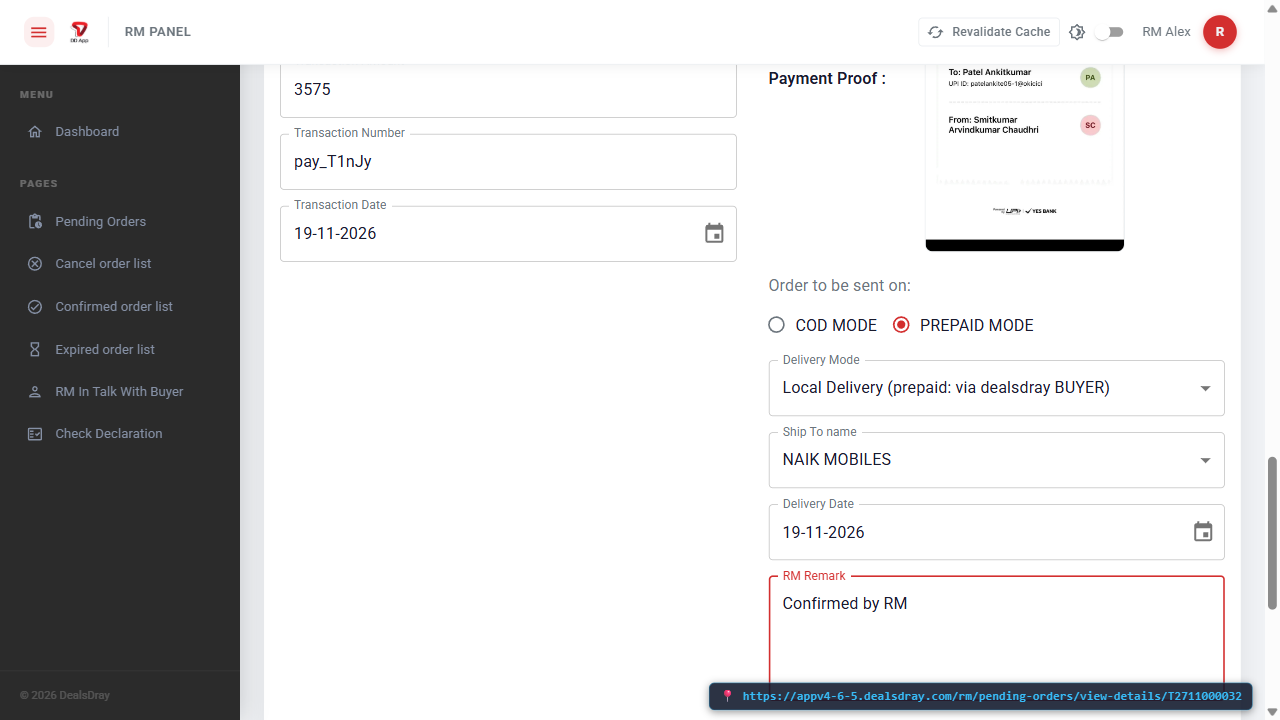 DD App
RM PANEL
Revalidate Cache
RM Alex
R
MENU
Dashboard
PAGES
Pending Orders
Cancel order list
Confirmed order list
Expired order list
RM In Talk With Buyer
Check Declaration
© 2026 DealsDray
3575
Transaction Number
pay_T1nJy
Transaction Date
19-11-2026
Payment Proof :
To: Patel Ankitkumar
UPI ID: patelankite05-1@okicici
PA
From: Smitkumar
Arvindkumar Chaudhri
SC
YES BANK
Order to be sent on:
COD MODE
PREPAID MODE
Delivery Mode
Local Delivery (prepaid: via dealsdray BUYER)
Ship To name
NAIK MOBILES
Delivery Date
19-11-2026
RM Remark
Confirmed by RM
https://appv4-6-5.dealsdray.com/rm/pending-orders/view-details/T2711000032